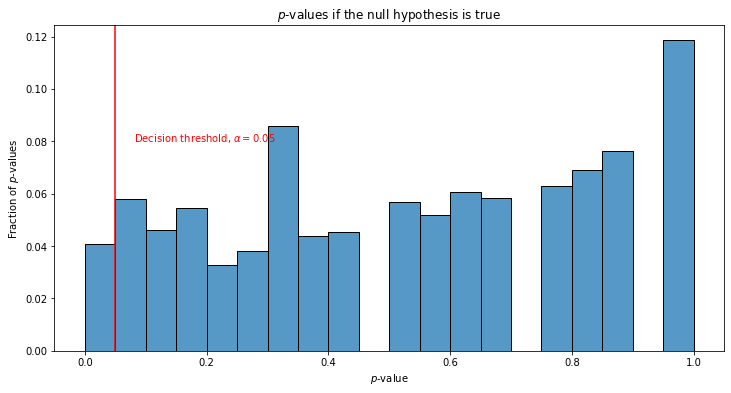 p-values if the null hypothesis is true
Fraction of p-values
0.12
0.10
0.08
0.06
0.04
0.02
0.00
Decision threshold, α = 0.05
0.0 0.2 0.4 0.6 0.8 1.0
p-value